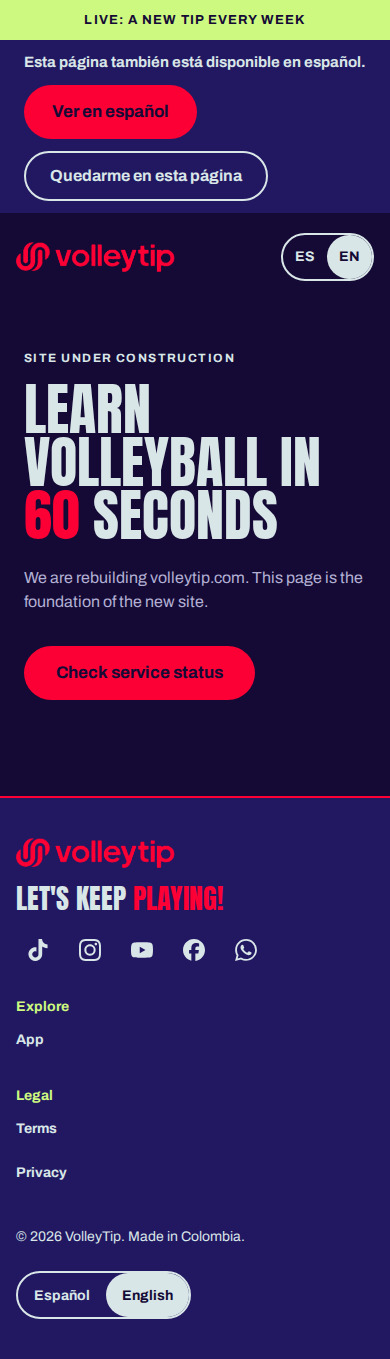 LIVE: A NEW TIP EVERY WEEK
Esta página también está disponible en español.
Ver en español
Quedarme en esta página
volleytip
ES EN
SITE UNDER CONSTRUCTION
LEARN
VOLLEYBALL IN
60 SECONDS
We are rebuilding volleytip.com. This page is the
foundation of the new site.
Check service status
volleytip
LET'S KEEP PLAYING!
Explore
App
Legal
Terms
Privacy
© 2026 VolleyTip. Made in Colombia.
Español English